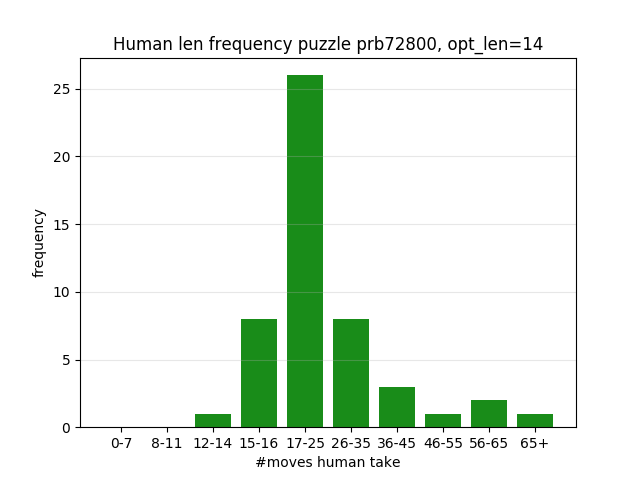 Human len frequency puzzle prb72800, opt_len=14
25
20
15
10
5
0
frequency
0-7 8-11 12-14 15-16 17-25 26-35 36-45 46-55 56-65 65+
#moves human take